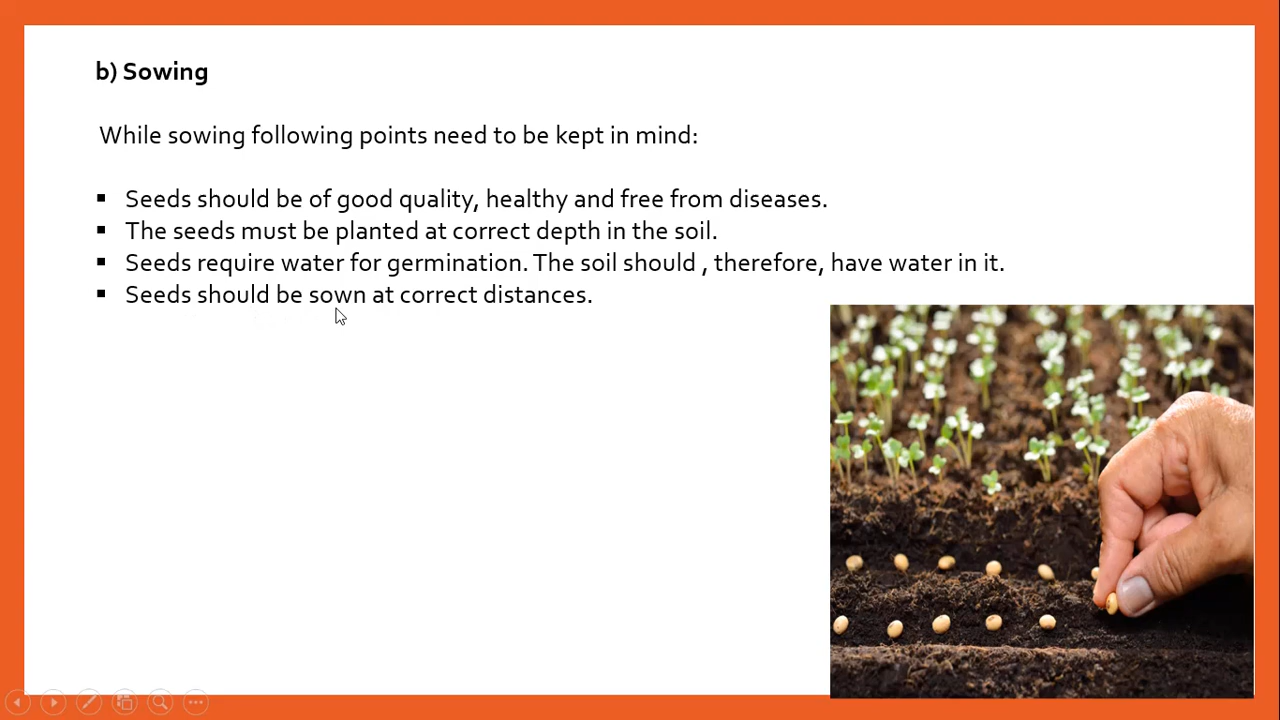 b) Sowing
While sowing following points need to be kept in mind:
▪ Seeds should be of good quality, healthy and free from diseases.
▪ The seeds must be planted at correct depth in the soil.
▪ Seeds require water for germination. The soil should , therefore, have water in it.
▪ Seeds should be sown at correct distances.